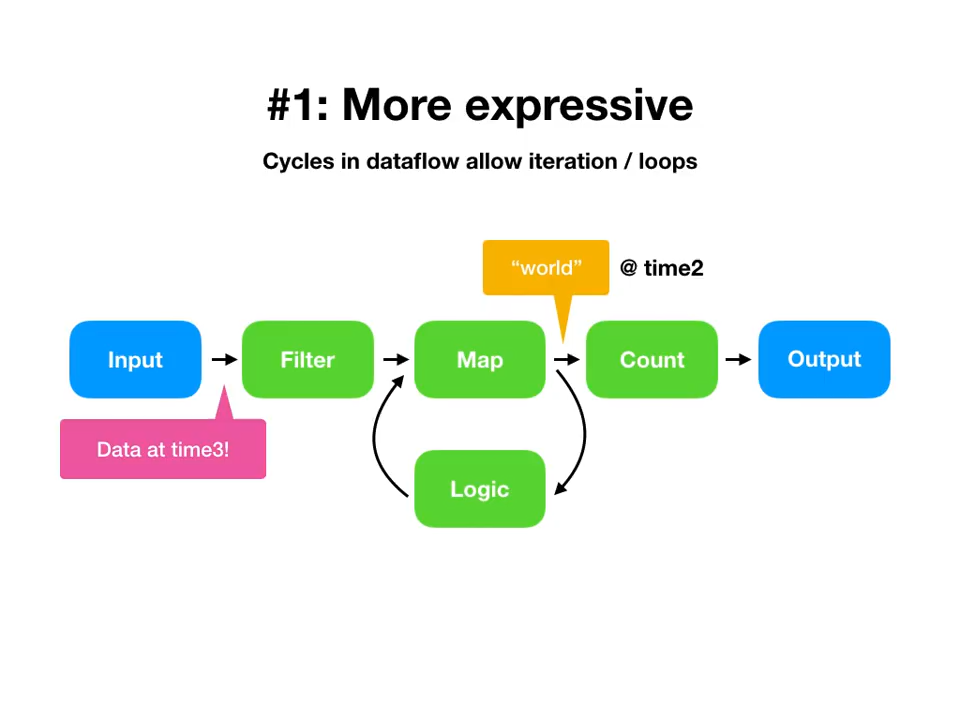 #1: More expressive
Cycles in dataflow allow iteration / loops
“world” @ time2
Input Filter Map Count Output
Data at time3!
Logic